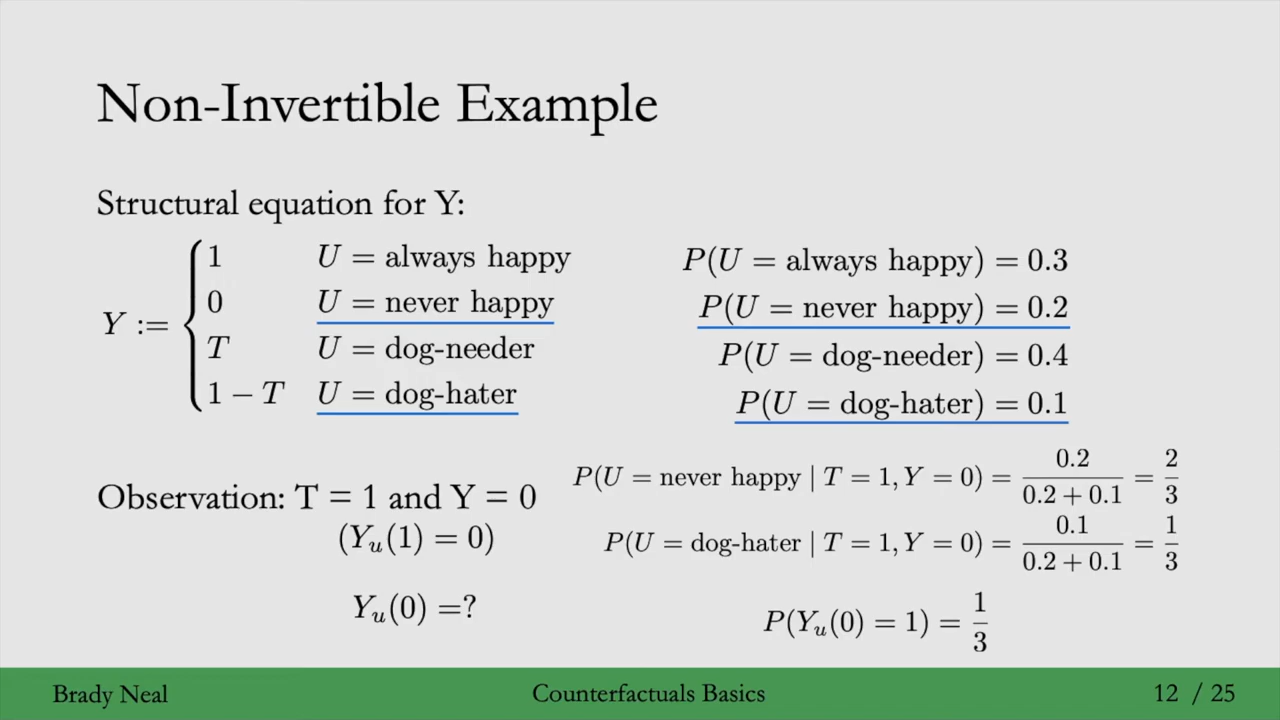 Non-Invertible Example
Structural equation for Y:
Y := { 1 U = always happy
0 U = never happy
T U = dog-needer
1 − T U = dog-hater
P(U = always happy) = 0.3
P(U = never happy) = 0.2
P(U = dog-needer) = 0.4
P(U = dog-hater) = 0.1
Observation: T = 1 and Y = 0
(Yᵤ(1) = 0)
Yᵤ(0) =?
P(U = never happy | T = 1, Y = 0) = 0.2 / (0.2 + 0.1) = 2/3
P(U = dog-hater | T = 1, Y = 0) = 0.1 / (0.2 + 0.1) = 1/3
P(Yᵤ(0) = 1) = 1/3
Brady Neal Counterfactuals Basics 12 / 25